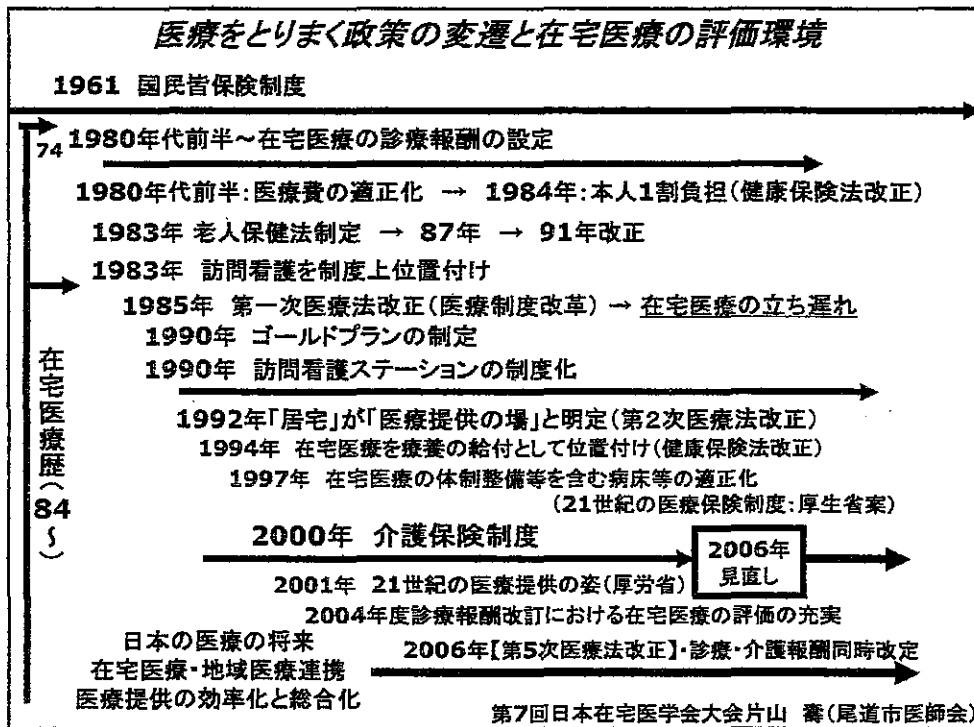 医療をとりまく政策の変遷と在宅医療の評価環境
1961 国民皆保険制度
74
1980年代前半～在宅医療の診療報酬の設定
1980年代前半:医療費の適正化 → 1984年:本人1割負担(健康保険法改正)
1983年 老人保健法制定 → 87年 → 91年改正
1983年 訪問看護を制度上位置付け
1985年 第一次医療法改正(医療制度改革) → 在宅医療の立ち遅れ
1990年 ゴールドプランの制定
1990年 訪問看護ステーションの制度化
在宅医療歴(84～)
1992年「居宅」が「医療提供の場」と明定(第2次医療法改正)
1994年 在宅医療を療養の給付として位置付け(健康保険法改正)
1997年 在宅医療の体制整備等を含む病床等の適正化
(21世紀の医療保険制度:厚生省案)
2000年 介護保険制度
2006年
見直し
2001年 21世紀の医療提供の姿(厚労省)
2004年度診療報酬改訂における在宅医療の評価の充実
日本の医療の将来
在宅医療・地域医療連携
医療提供の効率化と総合化
2006年【第5次医療法改正】・診療・介護報酬同時改定
第7回日本在宅医学会大会片山 壽(尾道市医師会)